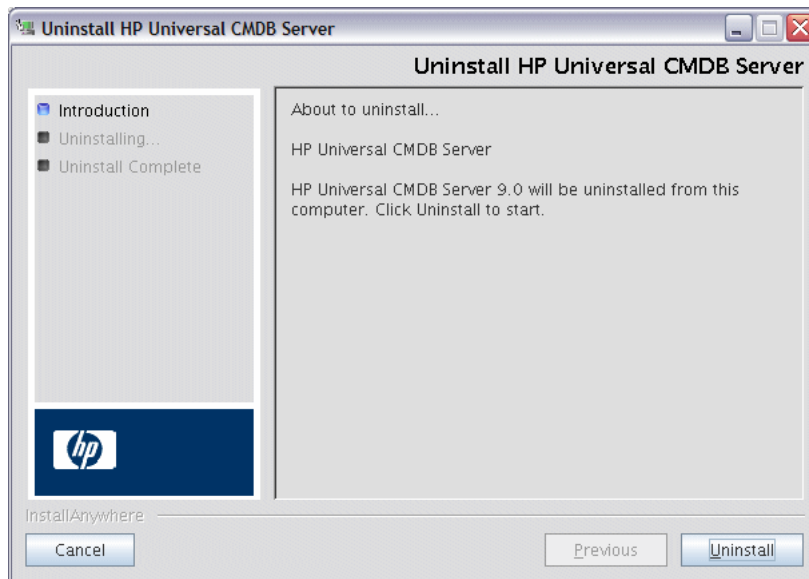 Uninstall HP Universal CMDB Server
Uninstall HP Universal CMDB Server
Introduction
Uninstalling...
Uninstall Complete
About to uninstall...
HP Universal CMDB Server
HP Universal CMDB Server 9.0 will be uninstalled from this
computer. Click Uninstall to start.
hp
InstallAnywhere
Cancel
Previous
Uninstall